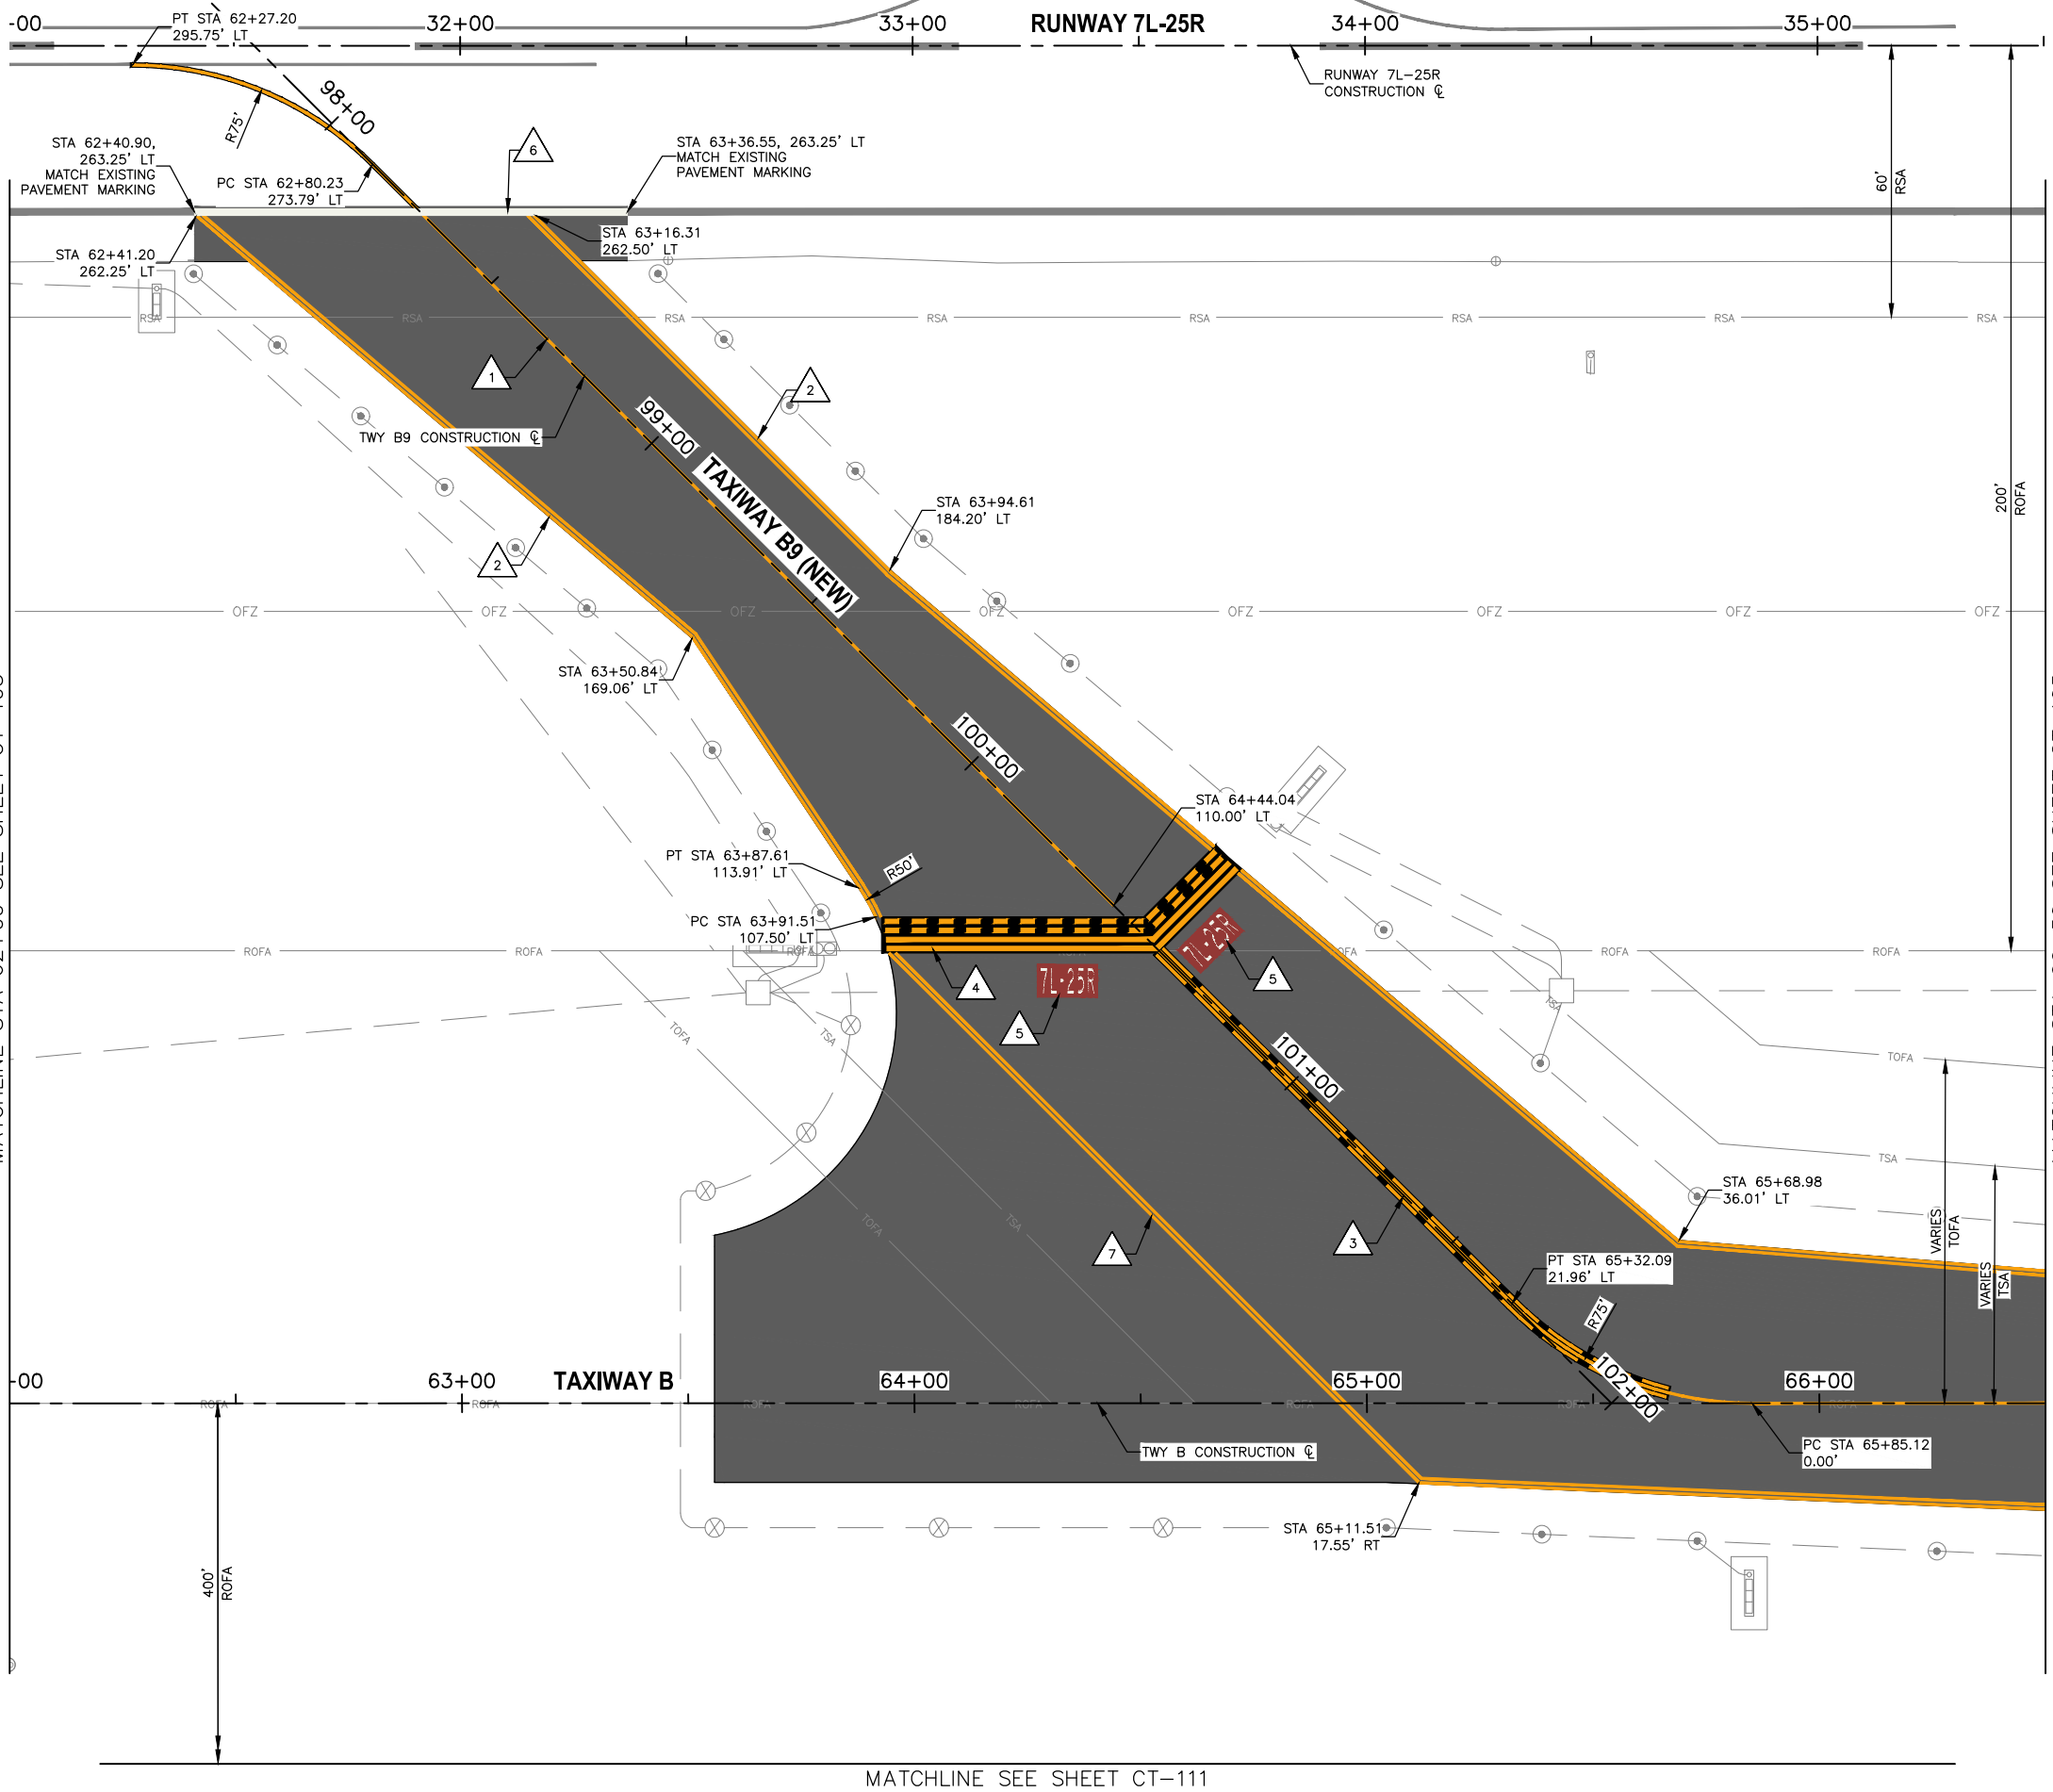 -00
PT STA 62+27.20
295.75' LT
32+00
33+00
RUNWAY 7L-25R
34+00
35+00
RUNWAY 7L-25R
CONSTRUCTION ℄
98+00
R75'
STA 62+40.90,
263.25' LT
MATCH EXISTING
PAVEMENT MARKING
PC STA 62+80.23
273.79' LT
6
STA 63+36.55, 263.25' LT
MATCH EXISTING
PAVEMENT MARKING
60'
RSA
STA 62+41.20
262.25' LT
STA 63+16.31
262.50' LT
RSA
RSA
RSA
RSA
RSA
RSA
RSA
RSA
1
2
TWY B9 CONSTRUCTION ℄
99+00
TAXIWAY B9 (NEW)
STA 63+94.61
184.20' LT
200'
ROFA
2
OFZ
OFZ
OFZ
OFZ
OFZ
OFZ
OFZ
OFZ
STA 63+50.84
169.06' LT
100+00
STA 64+44.04
110.00' LT
PT STA 63+87.61
113.91' LT
R50'
PC STA 63+91.51
107.50' LT
ROFA
ROFA
ROFA
ROFA
ROFA
7L-25R
7L-25R
4
5
5
TSA
TOFA
TSA
TOFA
101+00
TSA
STA 65+68.98
36.01' LT
TOFA
TSA
7
3
VARIES
TOFA
VARIES
TSA
PT STA 65+32.09
21.96' LT
R75'
102+00
-00
63+00
TAXIWAY B
64+00
65+00
66+00
ROFA
ROFA
ROFA
ROFA
ROFA
ROFA
ROFA
TWY B CONSTRUCTION ℄
PC STA 65+85.12
0.00'
STA 65+11.51
17.55' RT
400'
ROFA
MATCHLINE SEE SHEET CT-111